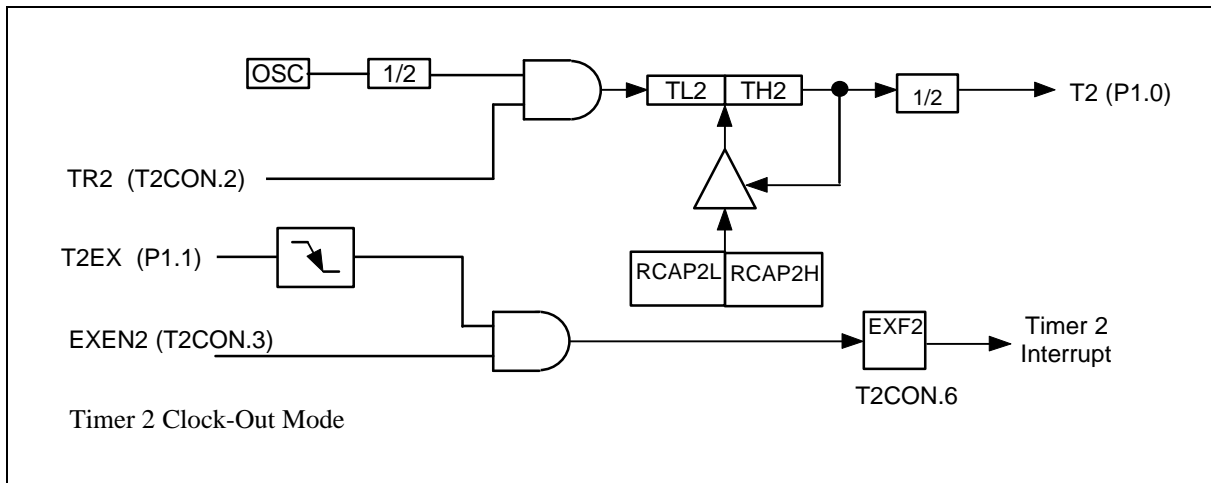 OSC
1/2
TL2
TH2
1/2
T2 (P1.0)
TR2 (T2CON.2)
T2EX (P1.1)
RCAP2L
RCAP2H
EXEN2 (T2CON.3)
EXF2
Timer 2
Interrupt
T2CON.6
Timer 2 Clock-Out Mode